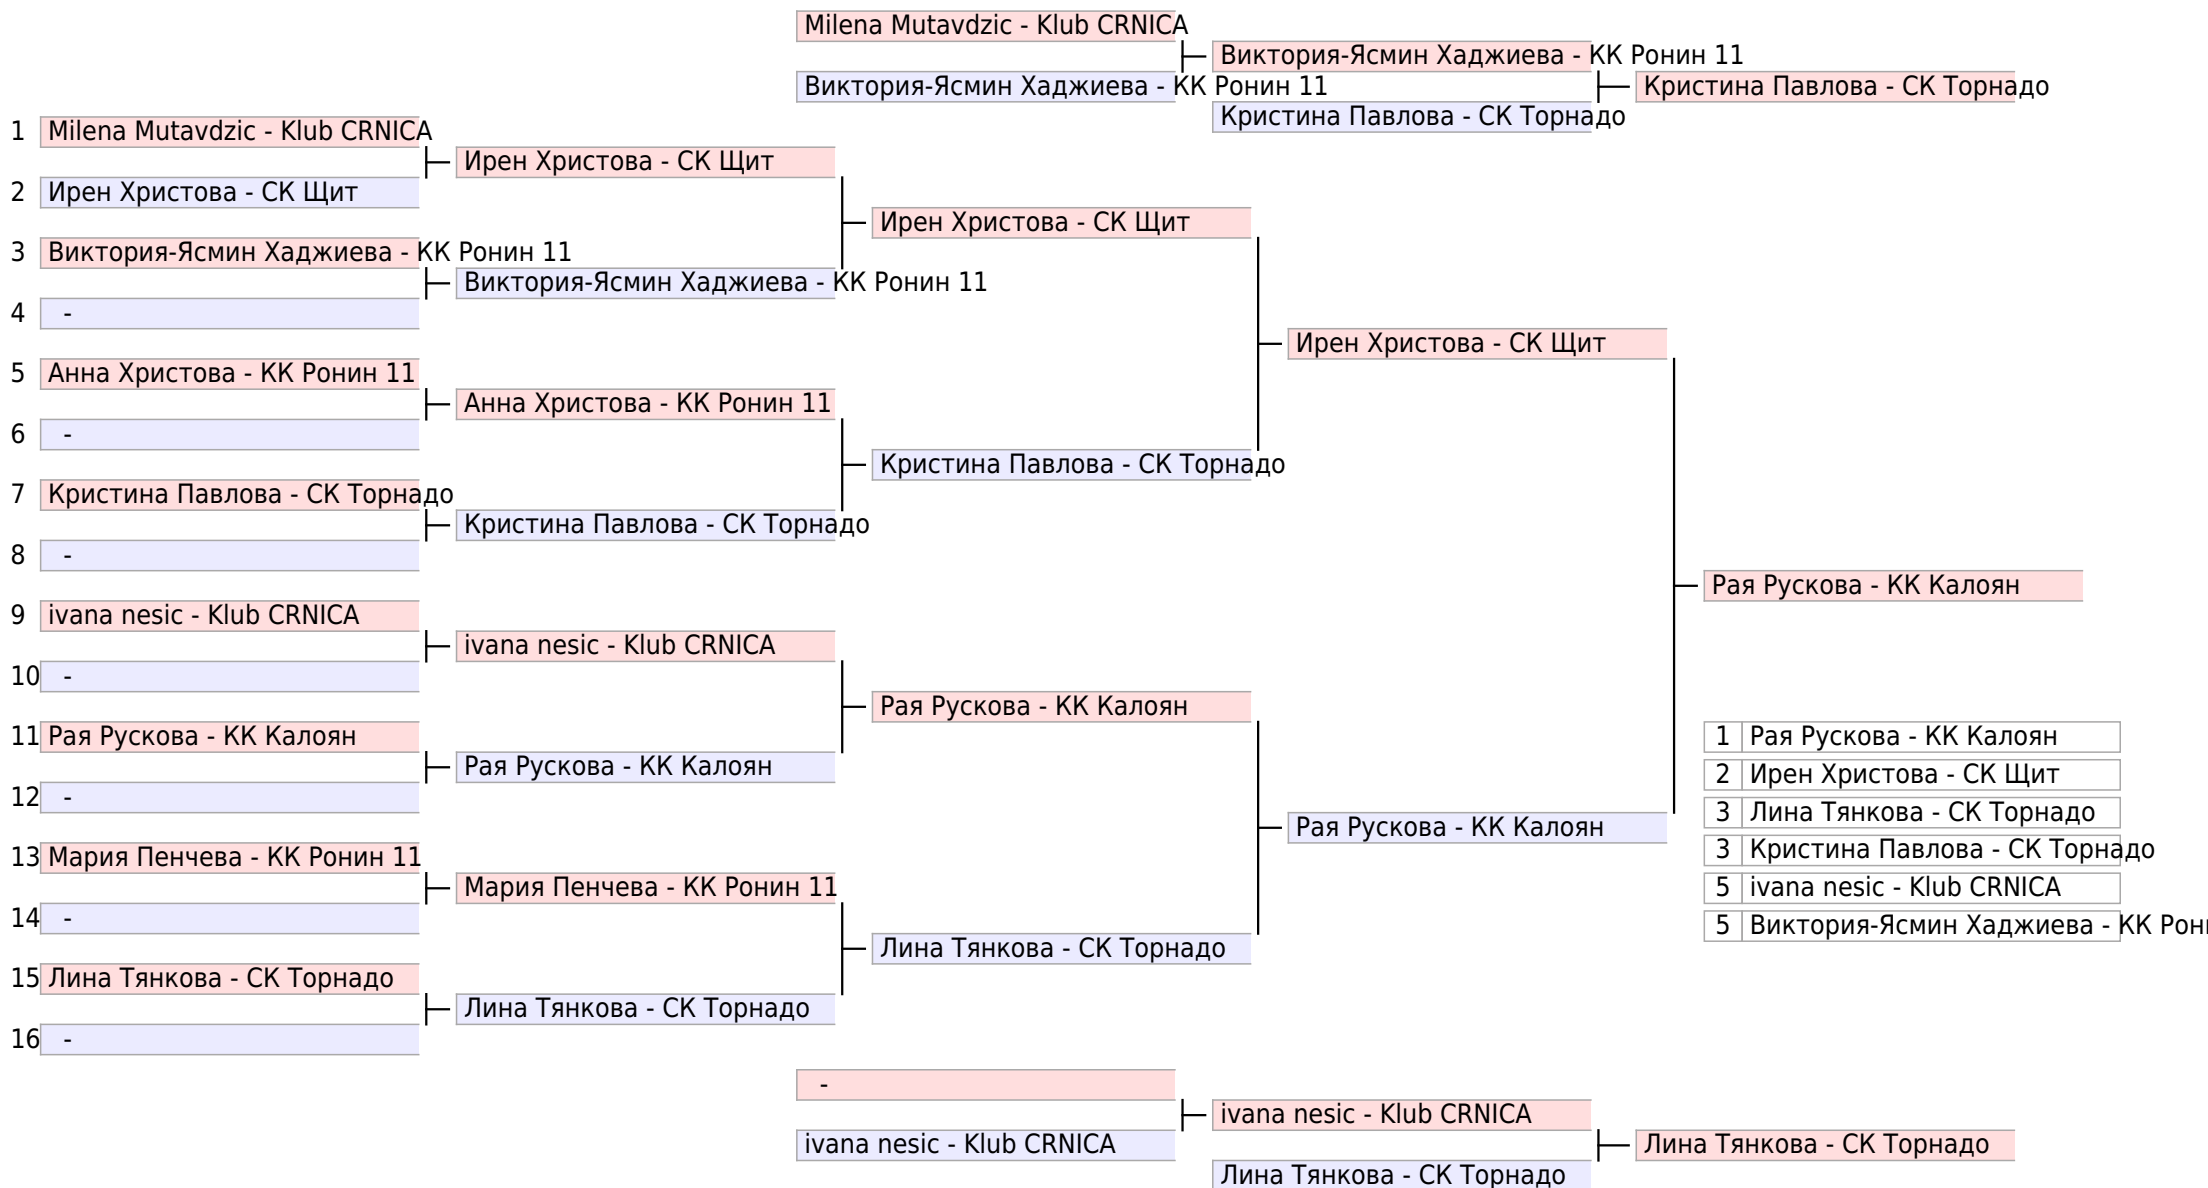 Milena Mutavdzic - Klub CRNICA
Виктория-Ясмин Хаджиева - КК Ронин 11
Виктория-Ясмин Хаджиева - КК Ронин 11
Кристина Павлова - СК Торнадо
Кристина Павлова - СК Торнадо
1 Milena Mutavdzic - Klub CRNICA
Ирен Христова - СК Щит
2 Ирен Христова - СК Щит
Ирен Христова - СК Щит
3 Виктория-Ясмин Хаджиева - КК Ронин 11
Виктория-Ясмин Хаджиева - КК Ронин 11
4 -
Ирен Христова - СК Щит
5 Анна Христова - КК Ронин 11
Анна Христова - КК Ронин 11
6 -
Кристина Павлова - СК Торнадо
7 Кристина Павлова - СК Торнадо
Кристина Павлова - СК Торнадо
8 -
Рая Рускова - КК Калоян
9 ivana nesic - Klub CRNICA
ivana nesic - Klub CRNICA
10 -
Рая Рускова - КК Калоян
11 Рая Рускова - КК Калоян
Рая Рускова - КК Калоян
12 -
Рая Рускова - КК Калоян
13 Мария Пенчева - КК Ронин 11
Мария Пенчева - КК Ронин 11
14 -
Лина Тянкова - СК Торнадо
15 Лина Тянкова - СК Торнадо
Лина Тянкова - СК Торнадо
16 -
1 Рая Рускова - КК Калоян
2 Ирен Христова - СК Щит
3 Лина Тянкова - СК Торнадо
3 Кристина Павлова - СК Торнадо
5 ivana nesic - Klub CRNICA
5 Виктория-Ясмин Хаджиева - КК
-
ivana nesic - Klub CRNICA
ivana nesic - Klub CRNICA
Лина Тянкова - СК Торнадо
Лина Тянкова - СК Торнадо